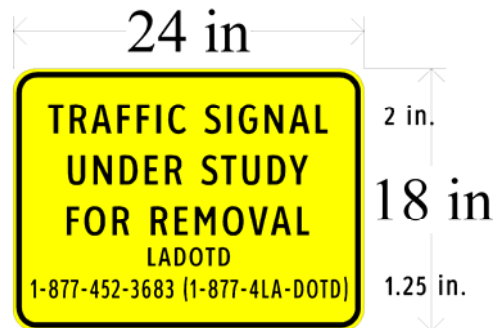 24 in
TRAFFIC SIGNAL
UNDER STUDY
FOR REMOVAL
LADOTD
1-877-452-3683 (1-877-4LA-DOTD)
2 in.
18 in
1.25 in.